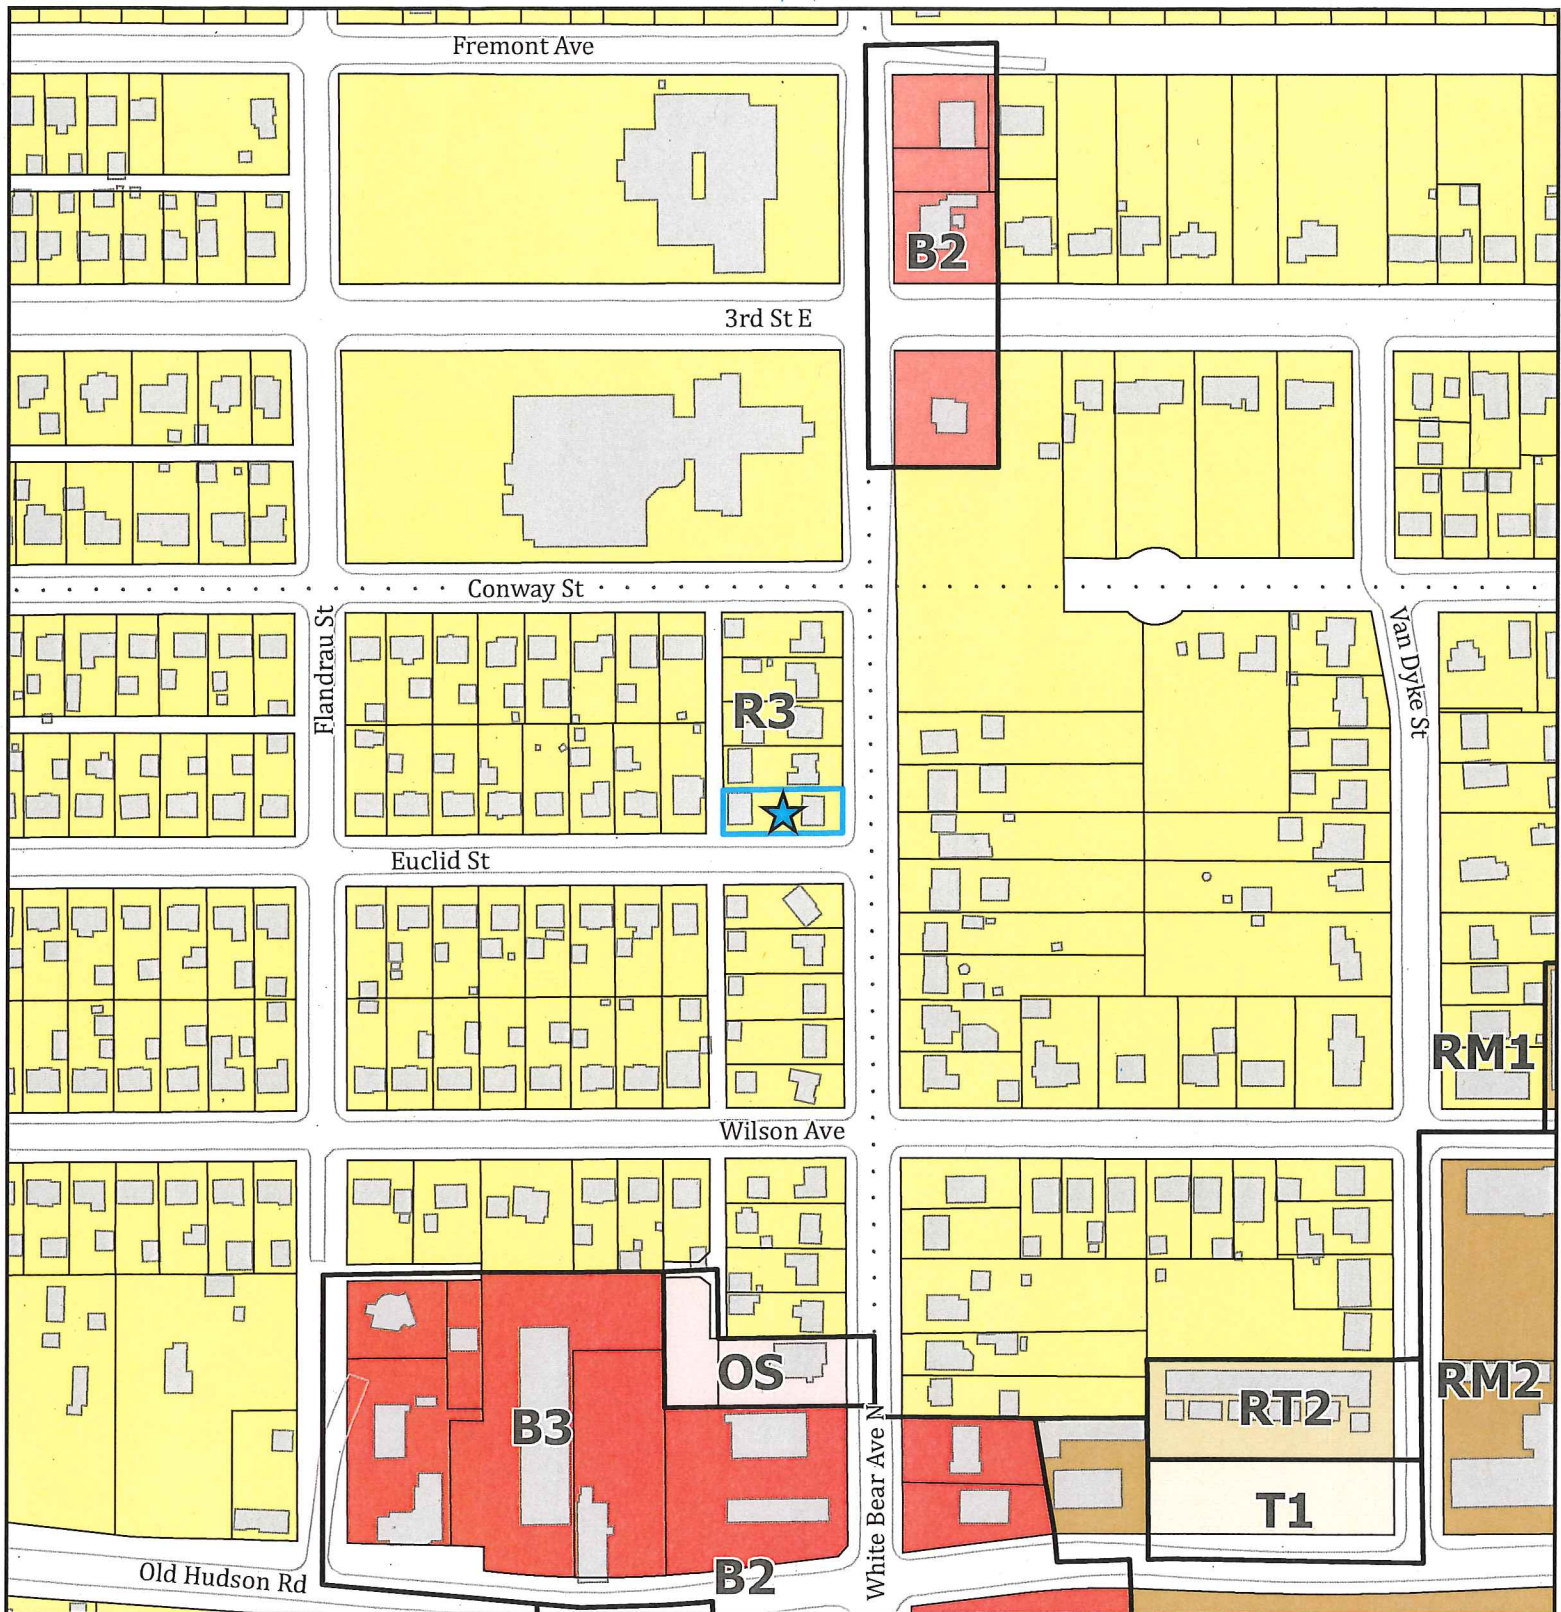 Fremont Ave
B2
3rd St E
Conway St
Flandrau St
Van Dyke St
R3
Euclid St
RM1
Wilson Ave
OS
RM2
RT2
B3
White Bear Ave N
T1
B2
Old Hudson Rd